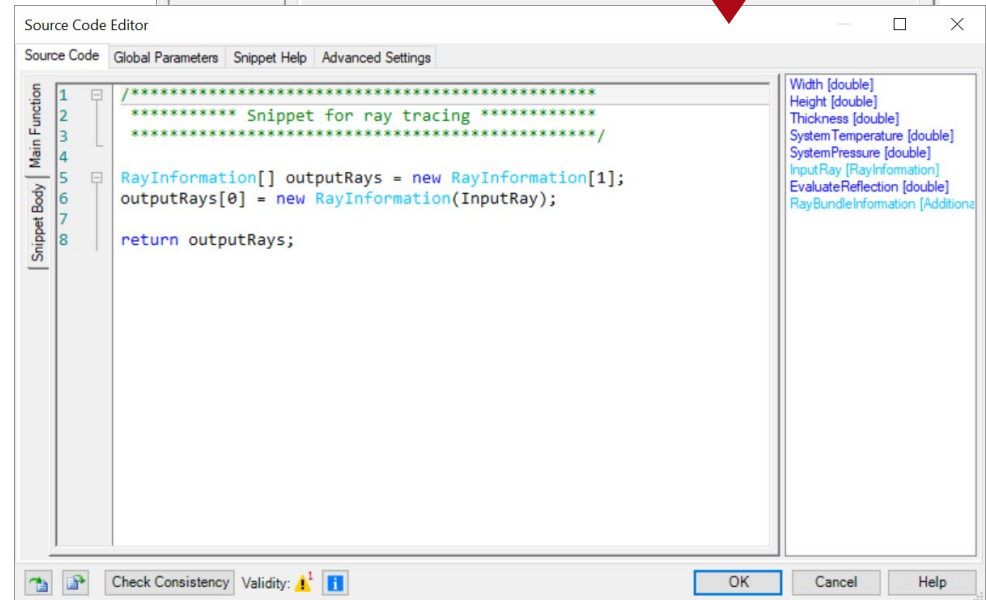 Source Code Editor
Source Code Global Parameters Snippet Help Advanced Settings
Main Function
Snippet Body
1 /************************************************
2 *********** Snippet for ray tracing ************
3 ************************************************/
4
5 RayInformation[] outputRays = new RayInformation[1];
6 outputRays[0] = new RayInformation(InputRay);
7
8 return outputRays;
Width [double]
Height [double]
Thickness [double]
SystemTemperature [double]
SystemPressure [double]
InputRay [RayInformation]
EvaluateReflection [double]
RayBundleInformation [Additiona
Check Consistency Validity: 1 OK Cancel Help